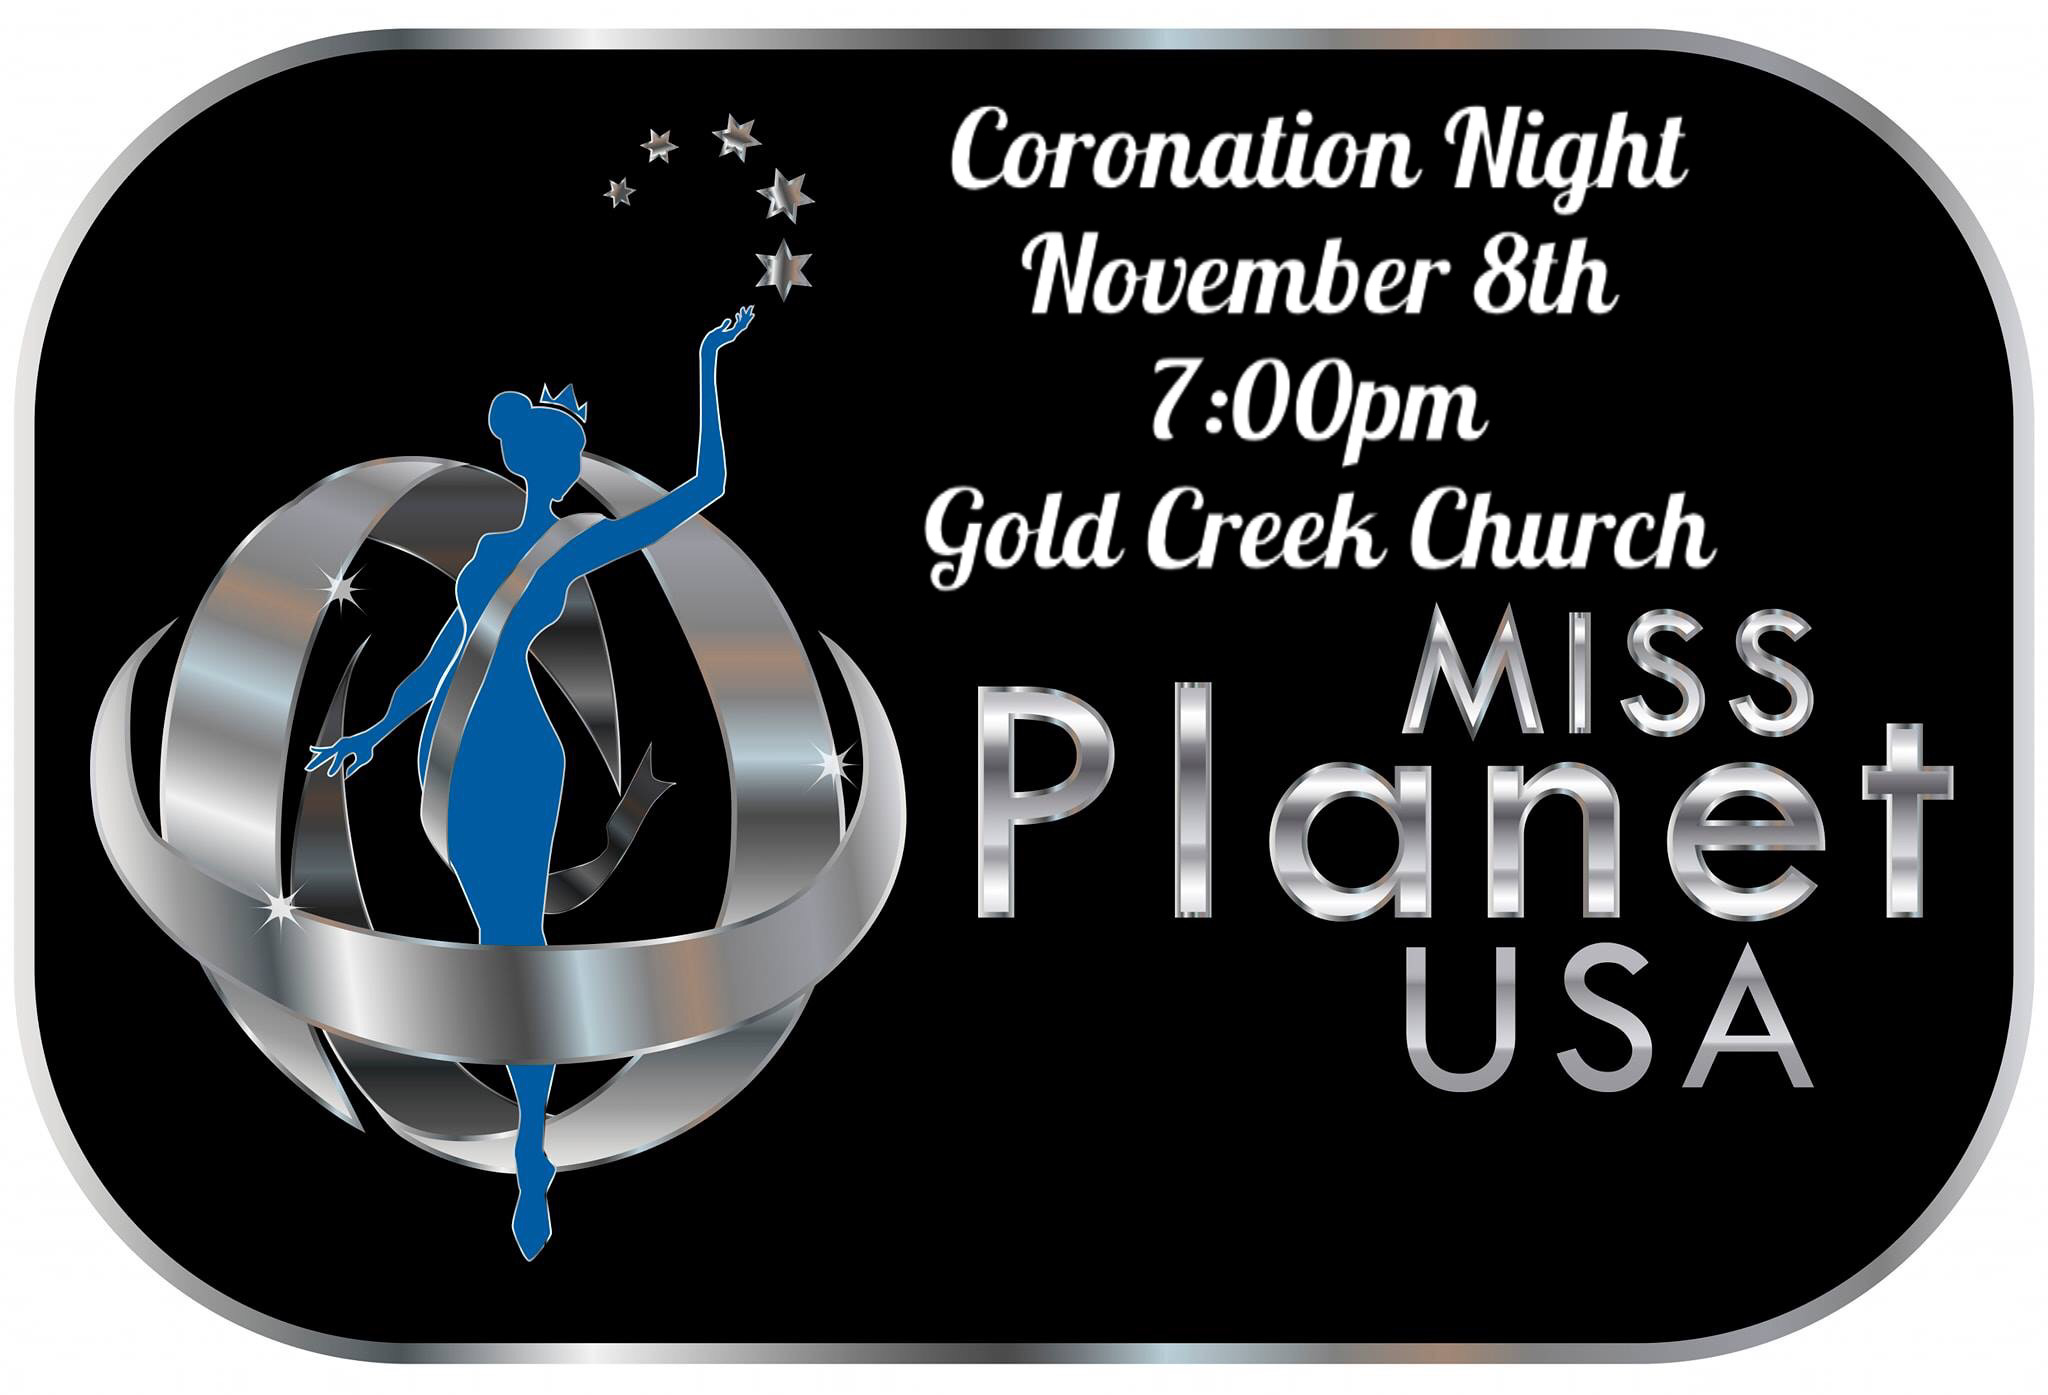 Coronation Night
November 8th
7:00pm
Gold Creek Church
MISS
Planet
USA